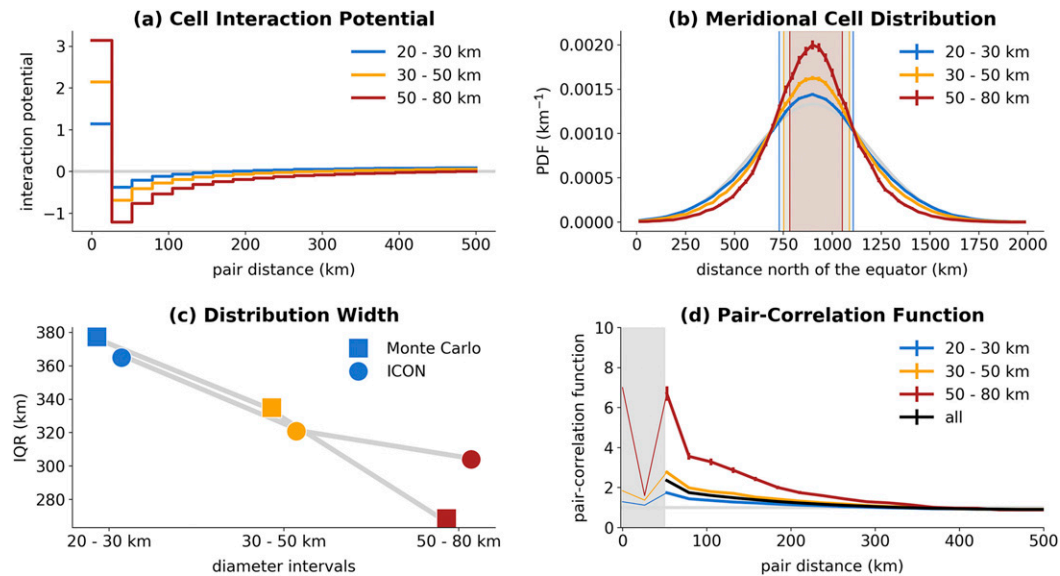 (a) Cell Interaction Potential
3
2
1
0
−1
interaction potential
0
100
200
300
400
500
pair distance (km)
20 - 30 km
30 - 50 km
50 - 80 km
(b) Meridional Cell Distribution
0.0020
0.0015
0.0010
0.0005
0.0000
PDF (km⁻¹)
0
250
500
750
1000
1250
1500
1750
2000
distance north of the equator (km)
20 - 30 km
30 - 50 km
50 - 80 km
(c) Distribution Width
380
360
340
320
300
280
IQR (km)
20 - 30 km
30 - 50 km
50 - 80 km
diameter intervals
Monte Carlo
ICON
(d) Pair-Correlation Function
10
8
6
4
2
0
pair-correlation function
0
100
200
300
400
500
pair distance (km)
20 - 30 km
30 - 50 km
50 - 80 km
all